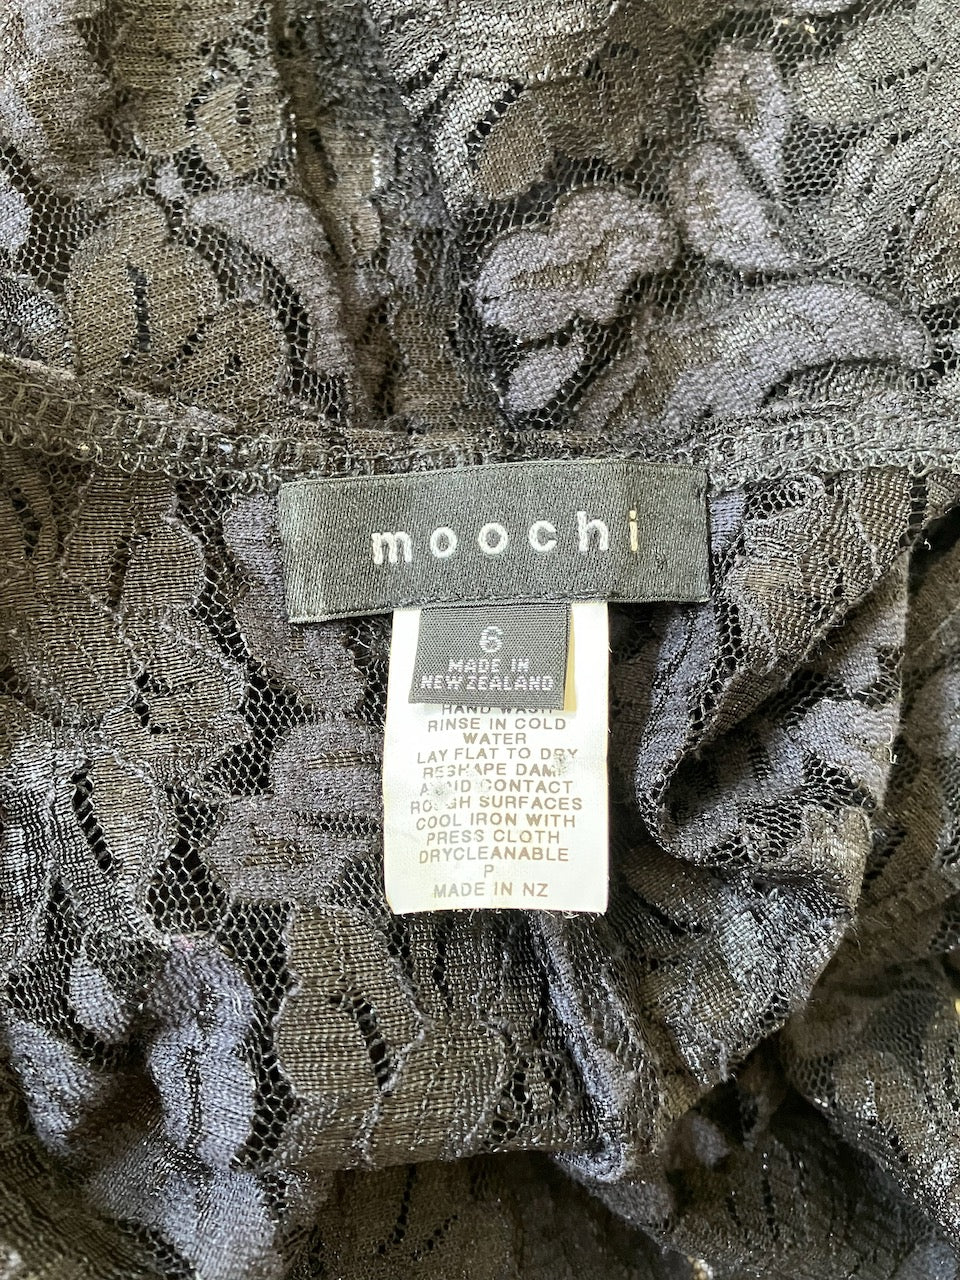 moochi
6
MADE IN
NEW ZEALAND
HAND WASH
RINSE IN COLD
WATER
LAY FLAT TO DRY
RESHAPE DAMP
AVOID CONTACT
ROUGH SURFACES
COOL IRON WITH
PRESS CLOTH
DRYCLEANABLE
P
MADE IN NZ